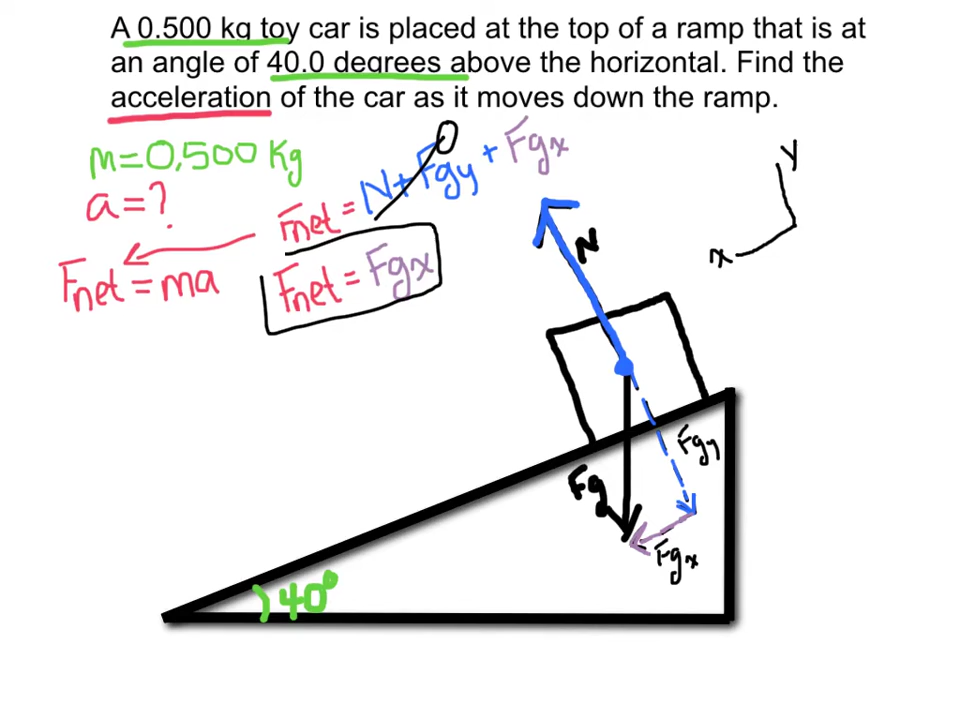 A 0.500 kg toy car is placed at the top of a ramp that is at
an angle of 40.0 degrees above the horizontal. Find the
acceleration of the car as it moves down the ramp.
m=0.500 Kg
a=?
Fnet = N+Fgy + Fgx
0
Fnet = ma
Fnet = Fgx
y
x
N
Fgy
Fg
Fgx
40°